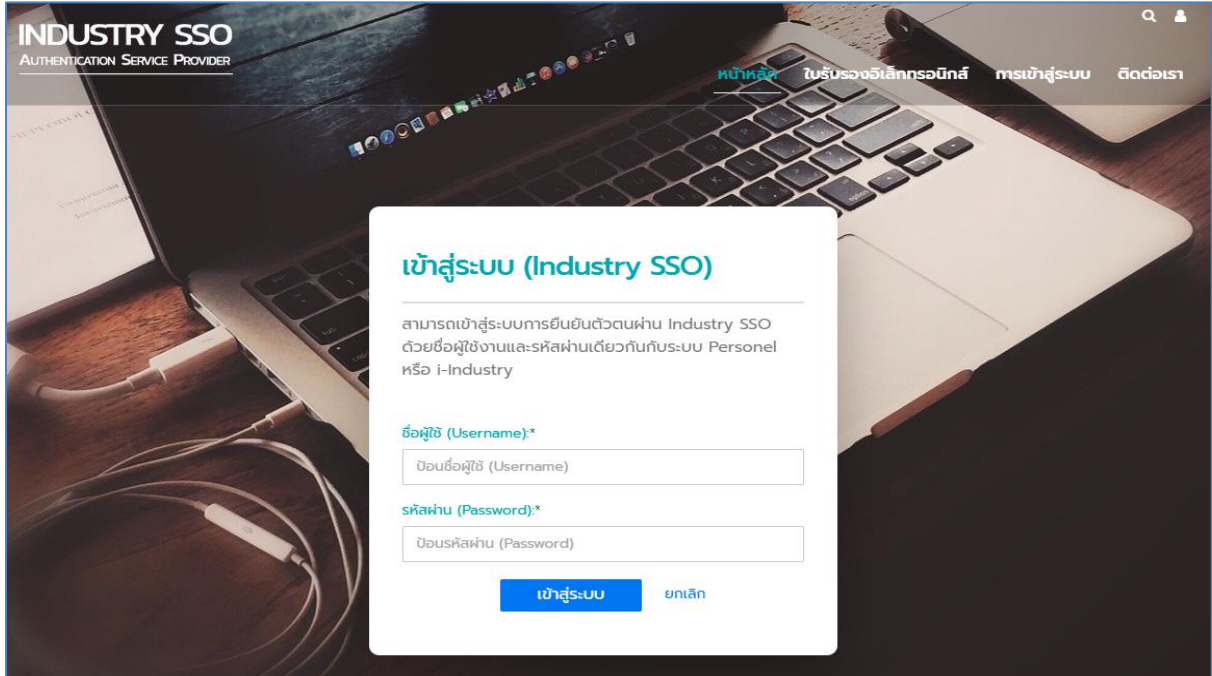 INDUSTRY SSO
AUTHENTICATION SERVICE PROVIDER
หน้าหลัก ใบรับรองอิเล็กทรอนิกส์ การเข้าสู่ระบบ ติดต่อเรา
เข้าสู่ระบบ (Industry SSO)
สามารถเข้าสู่ระบบการยืนยันตัวตนผ่าน Industry SSO
ด้วยชื่อผู้ใช้งานและรหัสผ่านเดียวกันกับระบบ Personel
หรือ i-Industry
ชื่อผู้ใช้ (Username):*
ป้อนชื่อผู้ใช้ (Username)
รหัสผ่าน (Password):*
ป้อนรหัสผ่าน (Password)
เข้าสู่ระบบ ยกเลิก